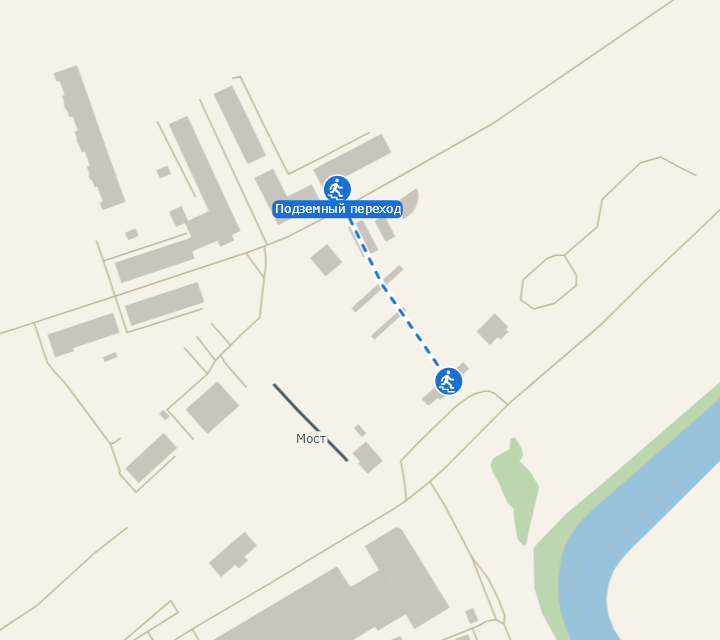 Подземный переход
Мост